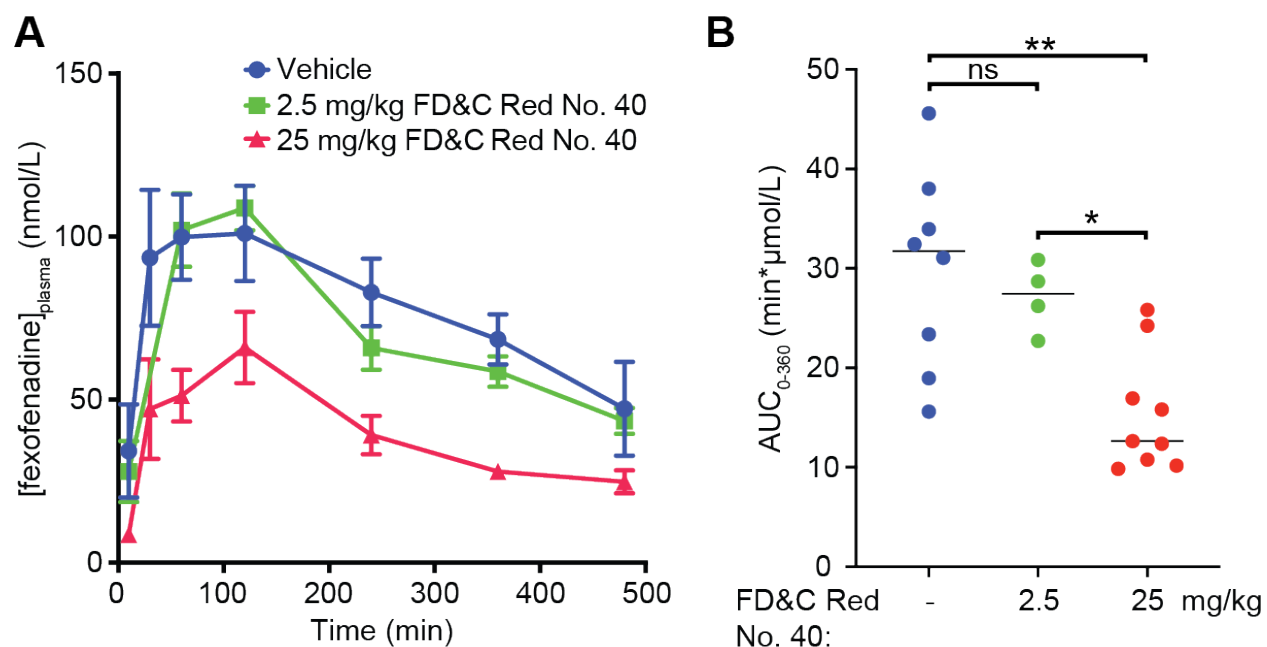 A
150
100
50
0
[fexofenadine]plasma (nmol/L)
Vehicle
2.5 mg/kg FD&C Red No. 40
25 mg/kg FD&C Red No. 40
0 100 200 300 400 500
Time (min)
B
**
ns
*
50
40
30
20
10
0
AUC0-360 (min*µmol/L)
FD&C Red - 2.5 25 mg/kg
No. 40: